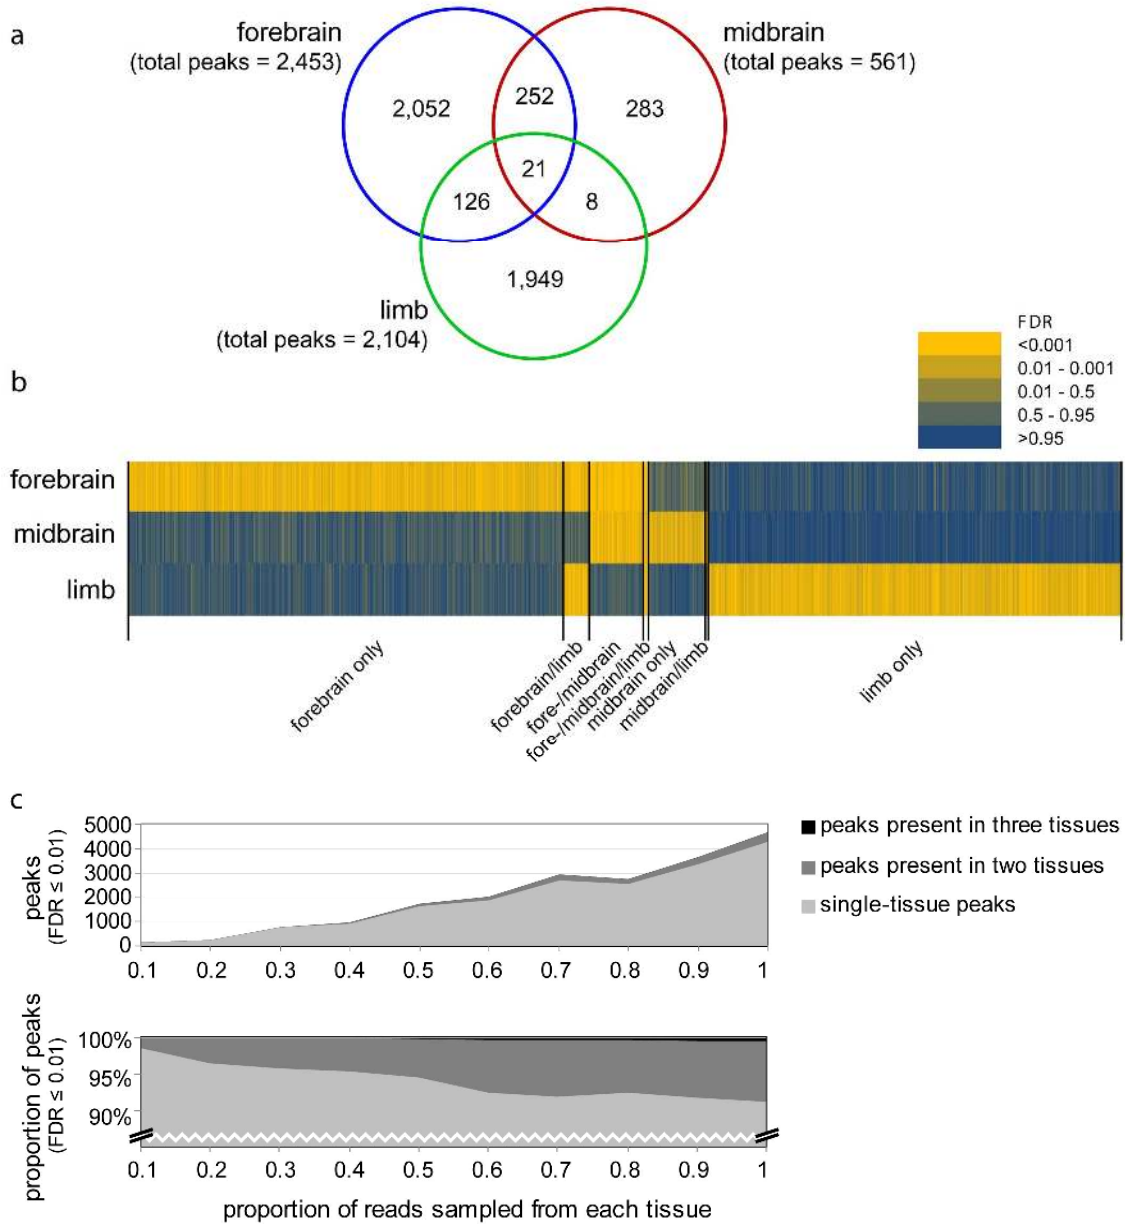 a
forebrain
(total peaks = 2,453)
midbrain
(total peaks = 561)
2,052
252
283
21
126
8
1,949
limb
(total peaks = 2,104)
b
FDR
<0.001
0.01 - 0.001
0.01 - 0.5
0.5 - 0.95
>0.95
forebrain
midbrain
limb
forebrain only
forebrain/limb
fore-/midbrain
fore-/midbrain/limb
midbrain only
midbrain/limb
limb only
c
peaks
(FDR ≤ 0.01)
5000
4000
3000
2000
1000
0
0.1 0.2 0.3 0.4 0.5 0.6 0.7 0.8 0.9 1
peaks present in three tissues
peaks present in two tissues
single-tissue peaks
proportion of peaks
(FDR ≤ 0.01)
100%
95%
90%
0.1 0.2 0.3 0.4 0.5 0.6 0.7 0.8 0.9 1
proportion of reads sampled from each tissue